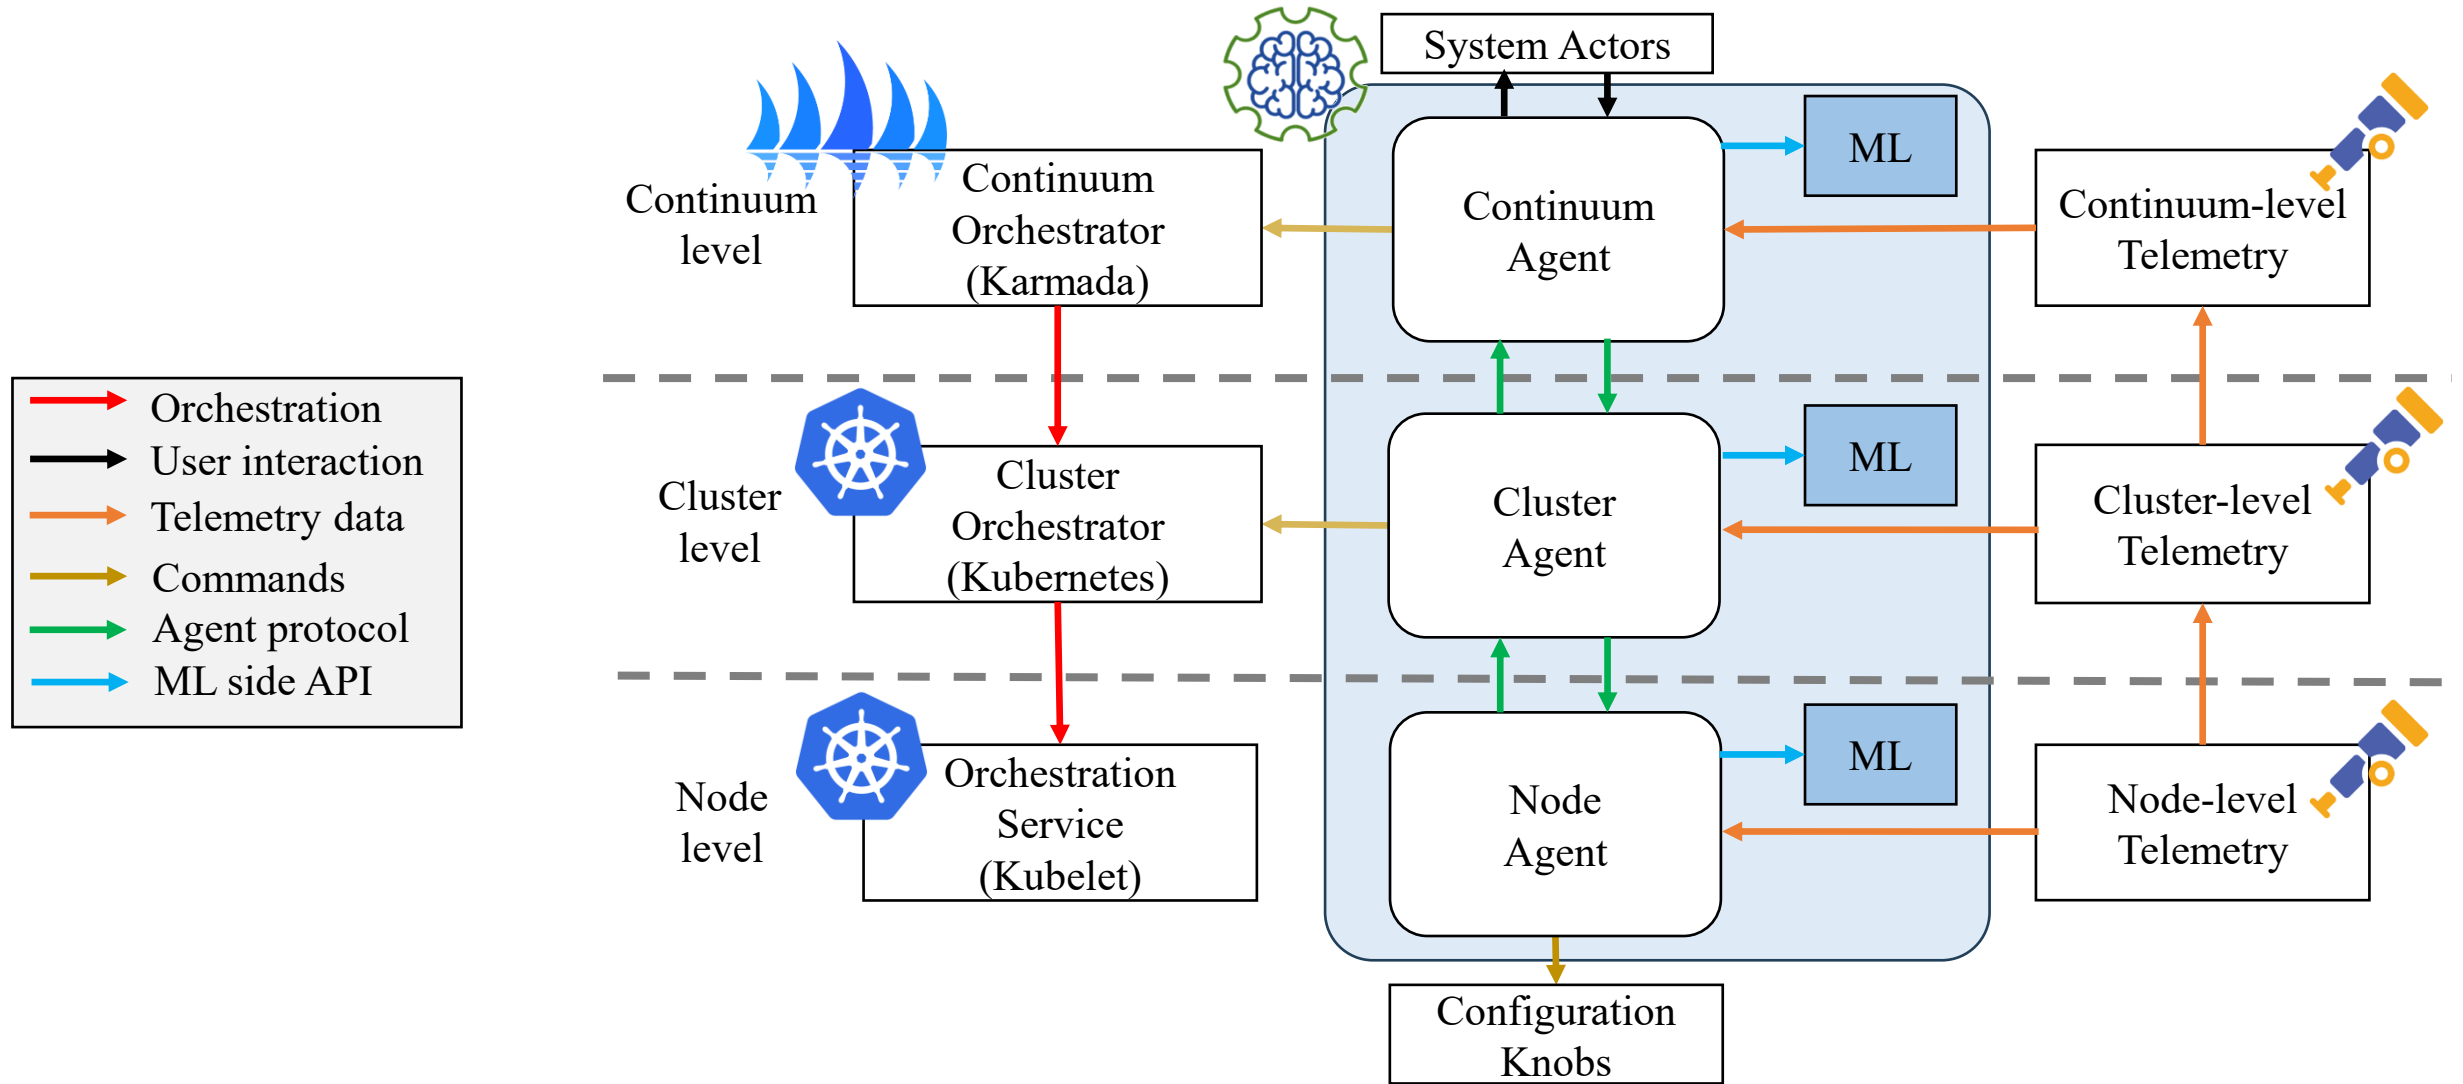 System Actors
Continuum
level
Continuum
Orchestrator
(Karmada)
Continuum
Agent
ML
Continuum-level
Telemetry
Orchestration
User interaction
Telemetry data
Commands
Agent protocol
ML side API
Cluster
level
Cluster
Orchestrator
(Kubernetes)
Cluster
Agent
ML
Cluster-level
Telemetry
Node
level
Orchestration
Service
(Kubelet)
Node
Agent
ML
Node-level
Telemetry
Configuration
Knobs